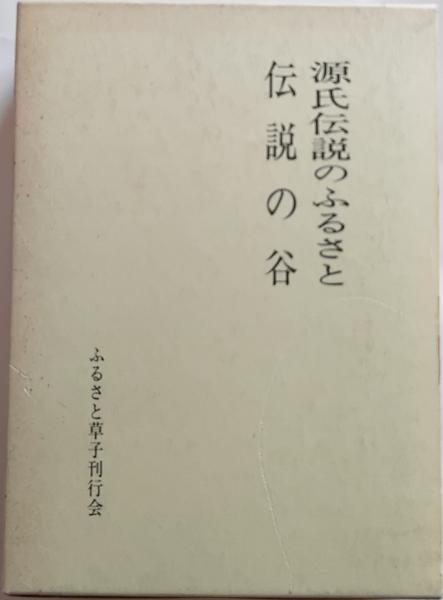 源氏伝説のふるさと
伝説の谷
ふるさと草子刊行会